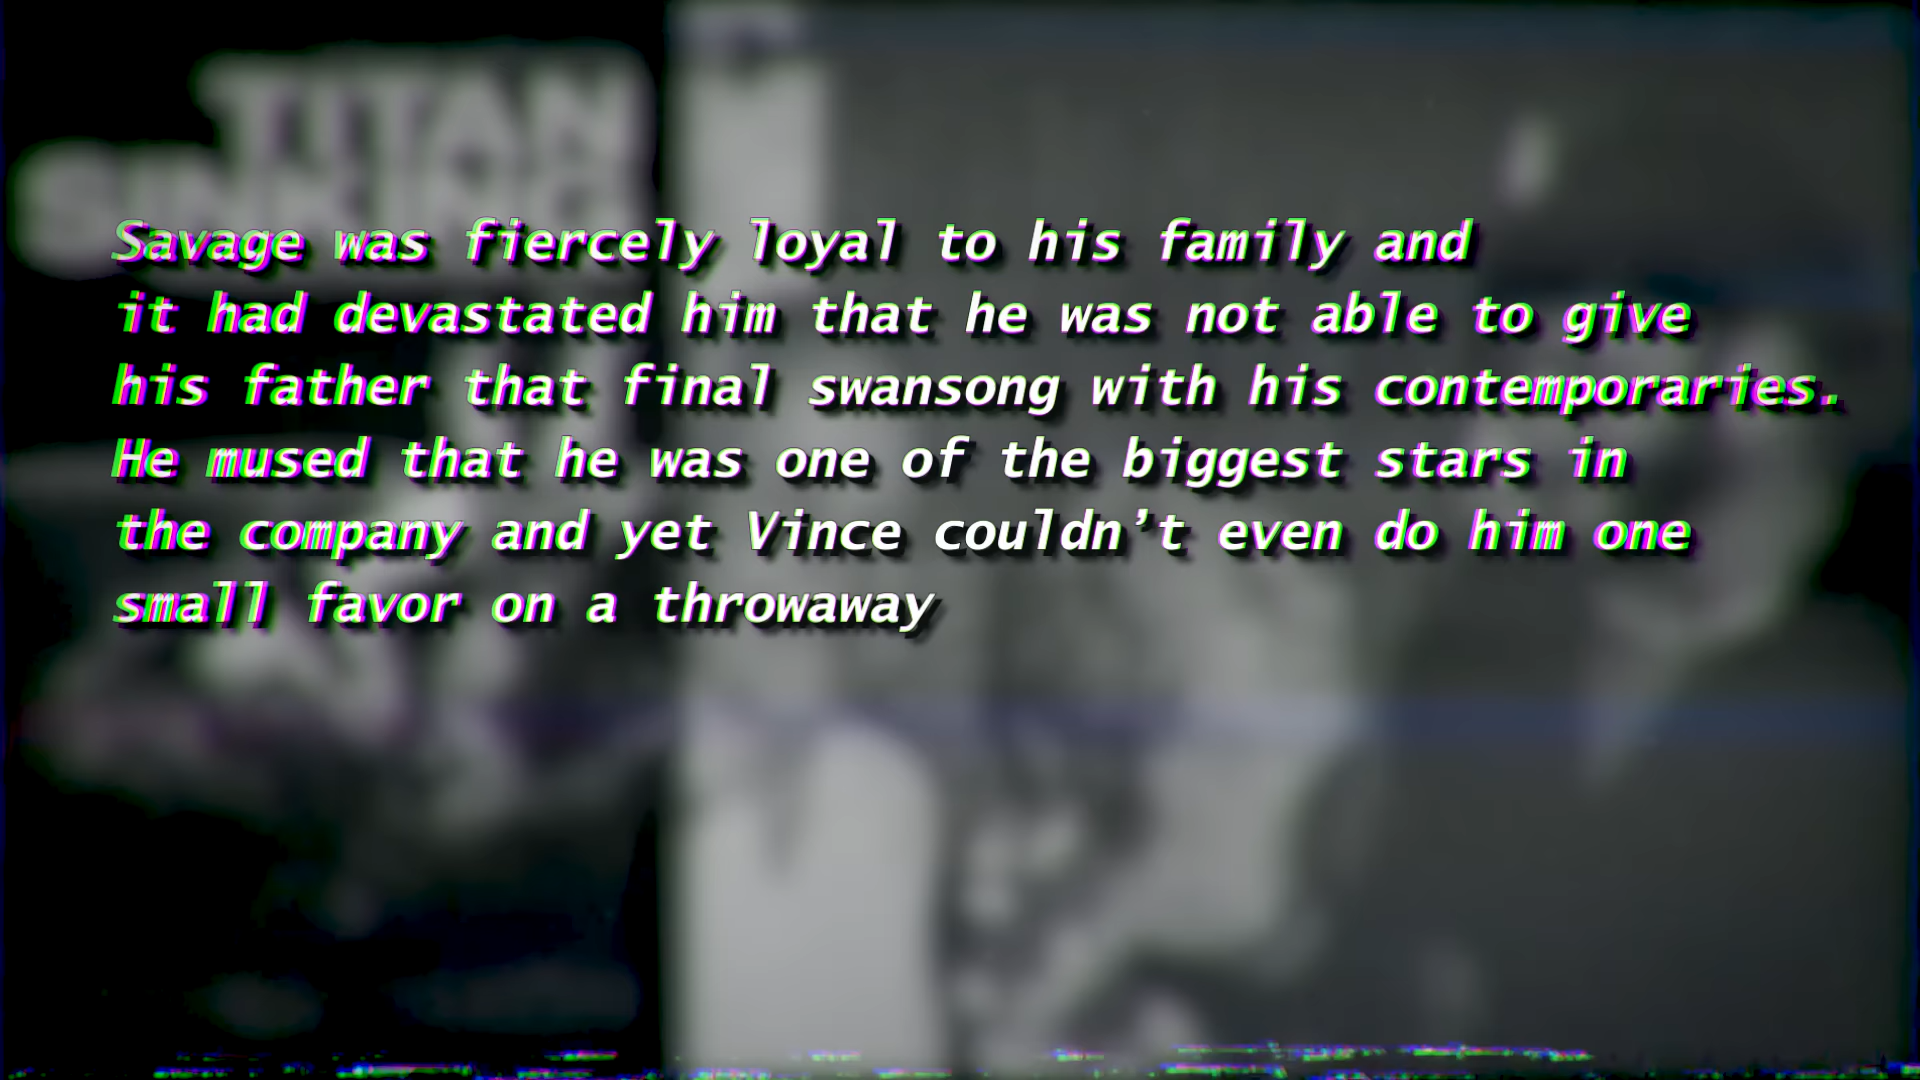 TITAN
SINKING
Savage was fiercely loyal to his family and
it had devastated him that he was not able to give
his father that final swansong with his contemporaries.
He mused that he was one of the biggest stars in
the company and yet Vince couldn’t even do him one
small favor on a throwaway